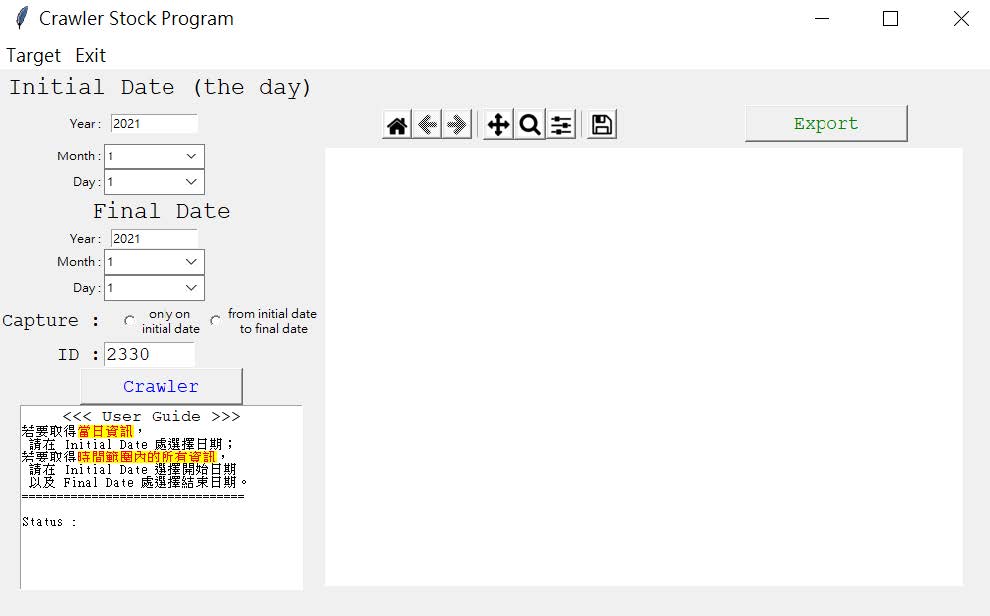 Crawler Stock Program
Target Exit
Initial Date (the day)
Year : 2021
Month : 1
Day : 1
Final Date
Year : 2021
Month : 1
Day : 1
Capture :
ony on
initial date
from initial date
to final date
ID : 2330
Crawler
Export
<<< User Guide >>>
若要取得當日資訊，
請在 Initial Date 處選擇日期；
若要取得時間範圍內的所有資訊，
請在 Initial Date 選擇開始日期
以及 Final Date 處選擇結束日期。
================================
Status :